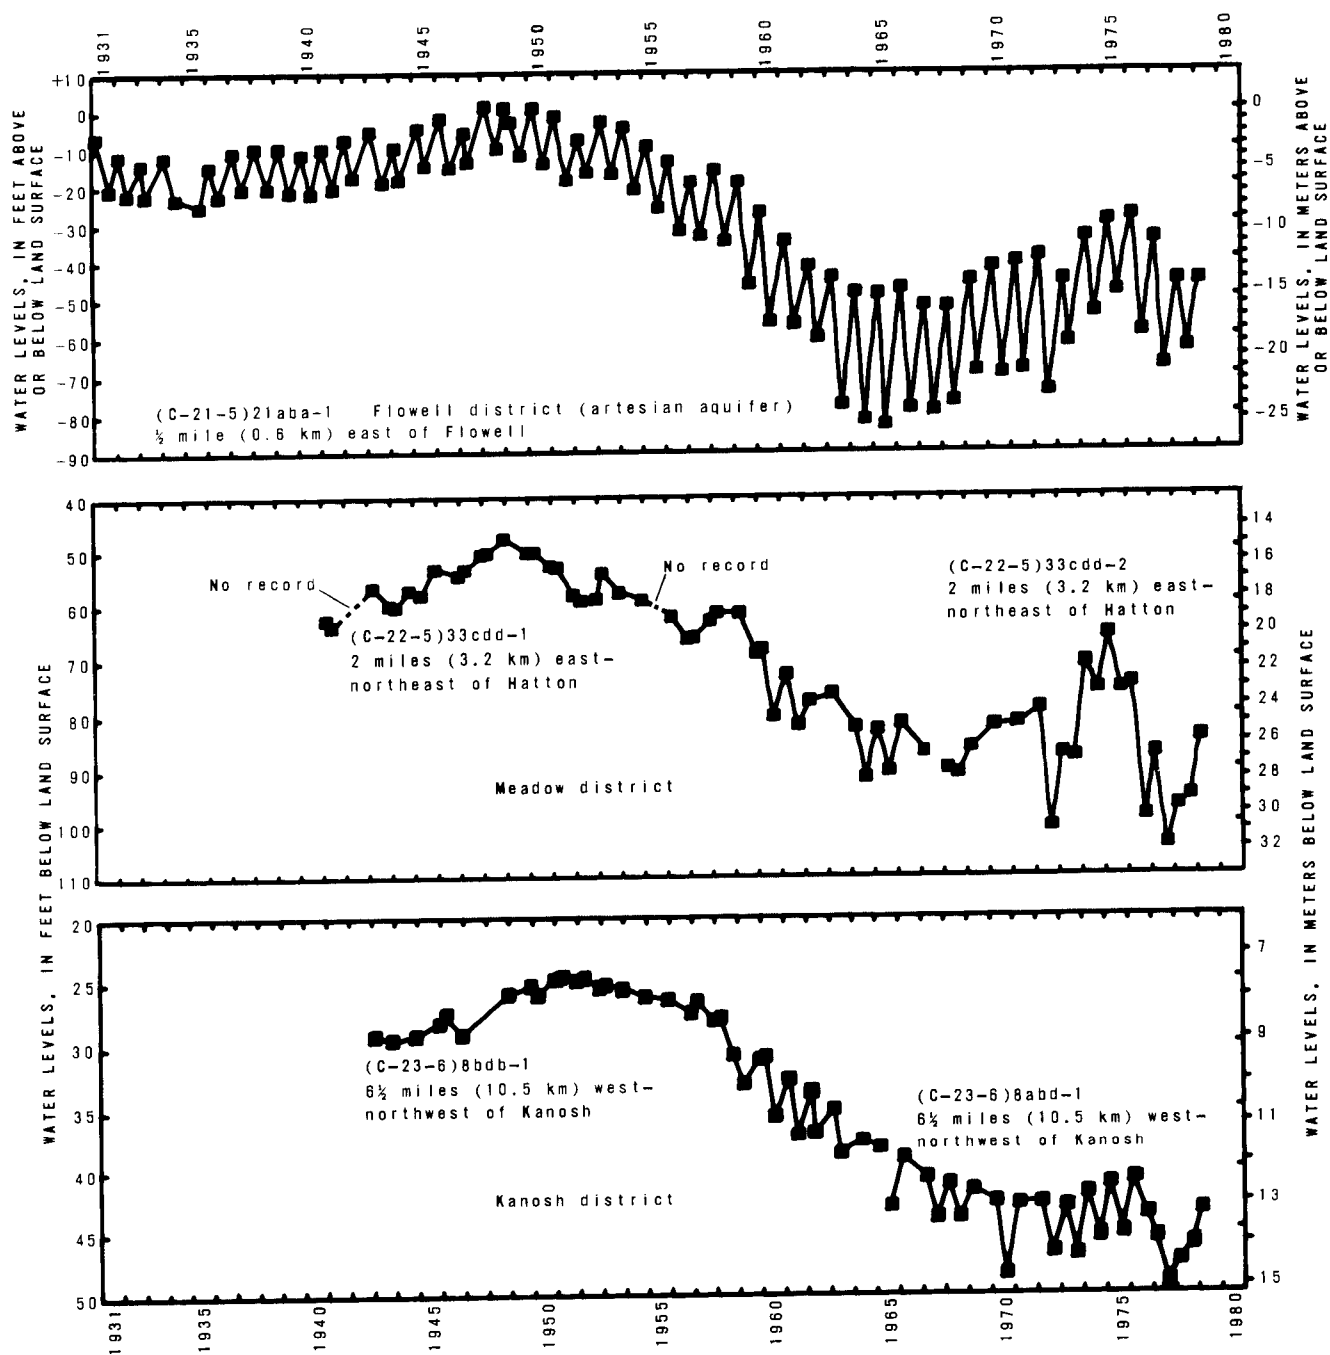 1931 1935 1940 1945 1950 1955 1960 1965 1970 1975 1980
WATER LEVELS, IN FEET ABOVE
OR BELOW LAND SURFACE
+10
0
-10
-20
-30
-40
-50
-60
-70
-80
-90
0
-5
-10
-15
-20
-25
WATER LEVELS, IN METERS ABOVE
OR BELOW LAND SURFACE
(C-21-5)21aba-1 Flowell district (artesian aquifer)
½ mile (0.6 km) east of Flowell
WATER LEVELS, IN FEET BELOW LAND SURFACE
40
50
60
70
80
90
100
110
14
16
18
20
22
24
26
28
30
32
No record
No record
(C-22-5)33cdd-1
2 miles (3.2 km) east-
northeast of Hatton
(C-22-5)33cdd-2
2 miles (3.2 km) east-
northeast of Hatton
Meadow district
WATER LEVELS, IN METERS BELOW LAND SURFACE
20
25
30
35
40
45
50
7
9
11
13
15
(C-23-6)8bdb-1
6½ miles (10.5 km) west-
northwest of Kanosh
(C-23-6)8abd-1
6½ miles (10.5 km) west-
northwest of Kanosh
Kanosh district
1931 1935 1940 1945 1950 1955 1960 1965 1970 1975 1980